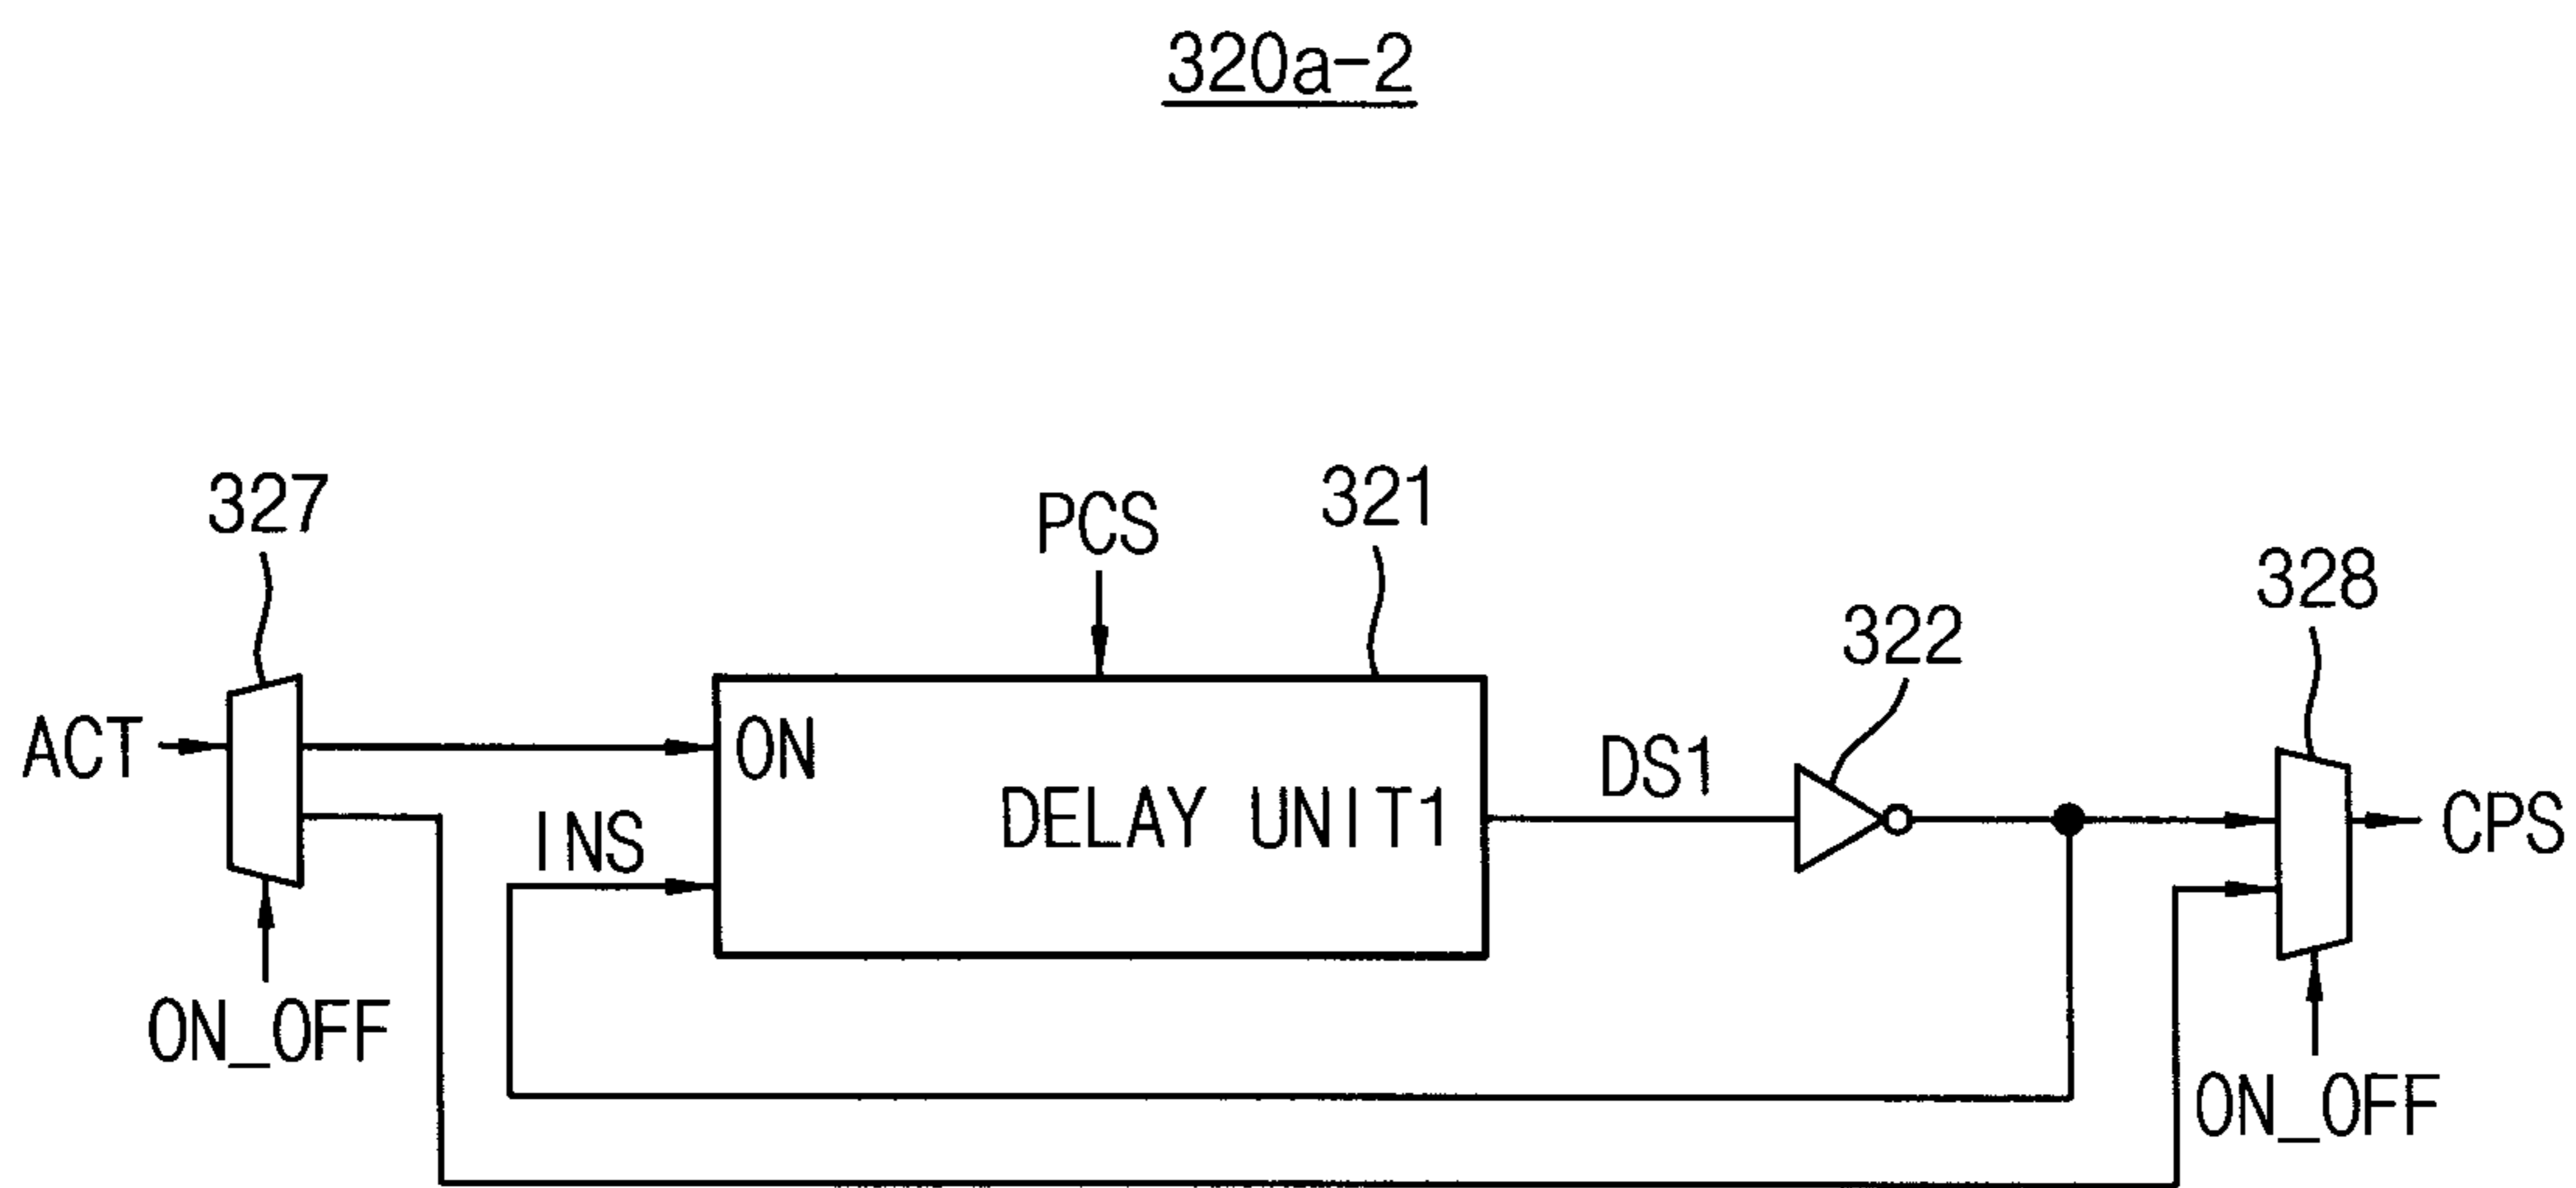 320a-2
327
PCS
321
322
328
ACT
ON
DS1
INS
DELAY UNIT1
CPS
ON_OFF
ON_OFF